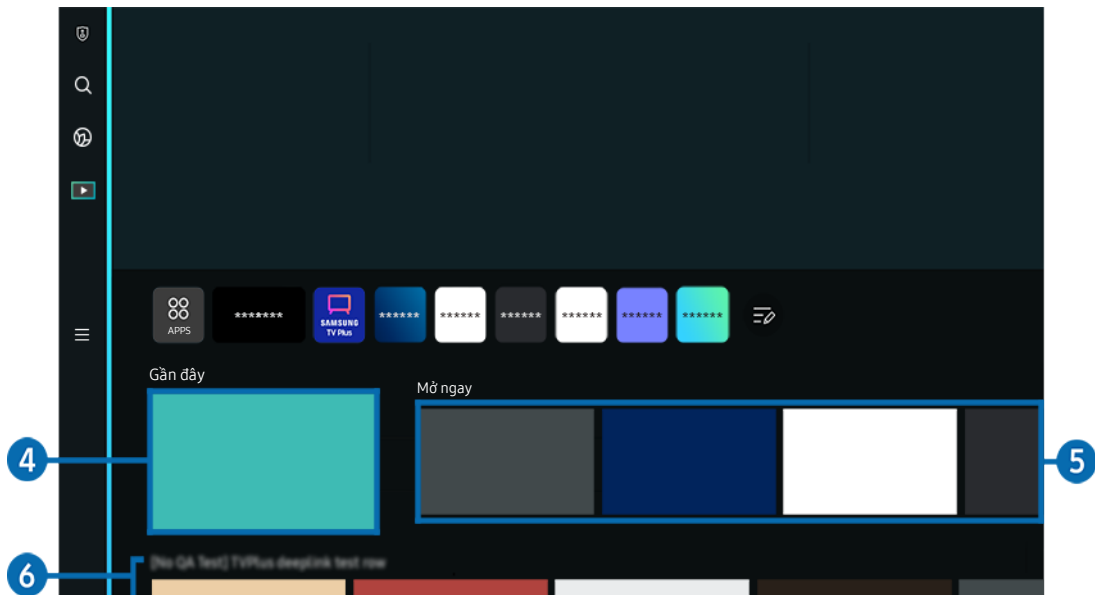 APPS
*******
SAMSUNG
TV Plus
******
******
******
******
******
******
Gần đây
Mở ngay
4
5
[No QA Test] TVPlus deeplink test row
6